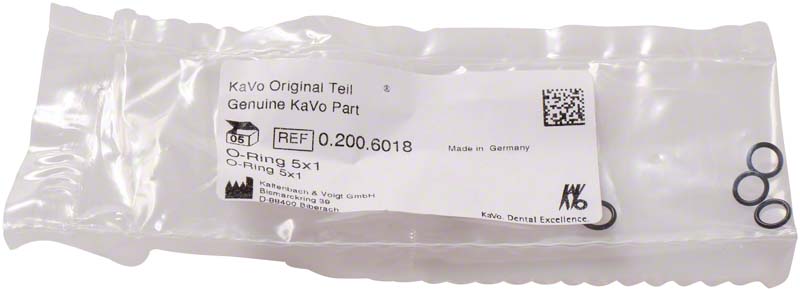 KaVo Original Teil ®
Genuine KaVo Part
05 REF 0.200.6018 Made in Germany
O-Ring 5x1
O-Ring 5x1
Kaltenbach & Voigt GmbH
Bismarckring 39
D-88400 Biberach
KaVo. Dental Excellence.